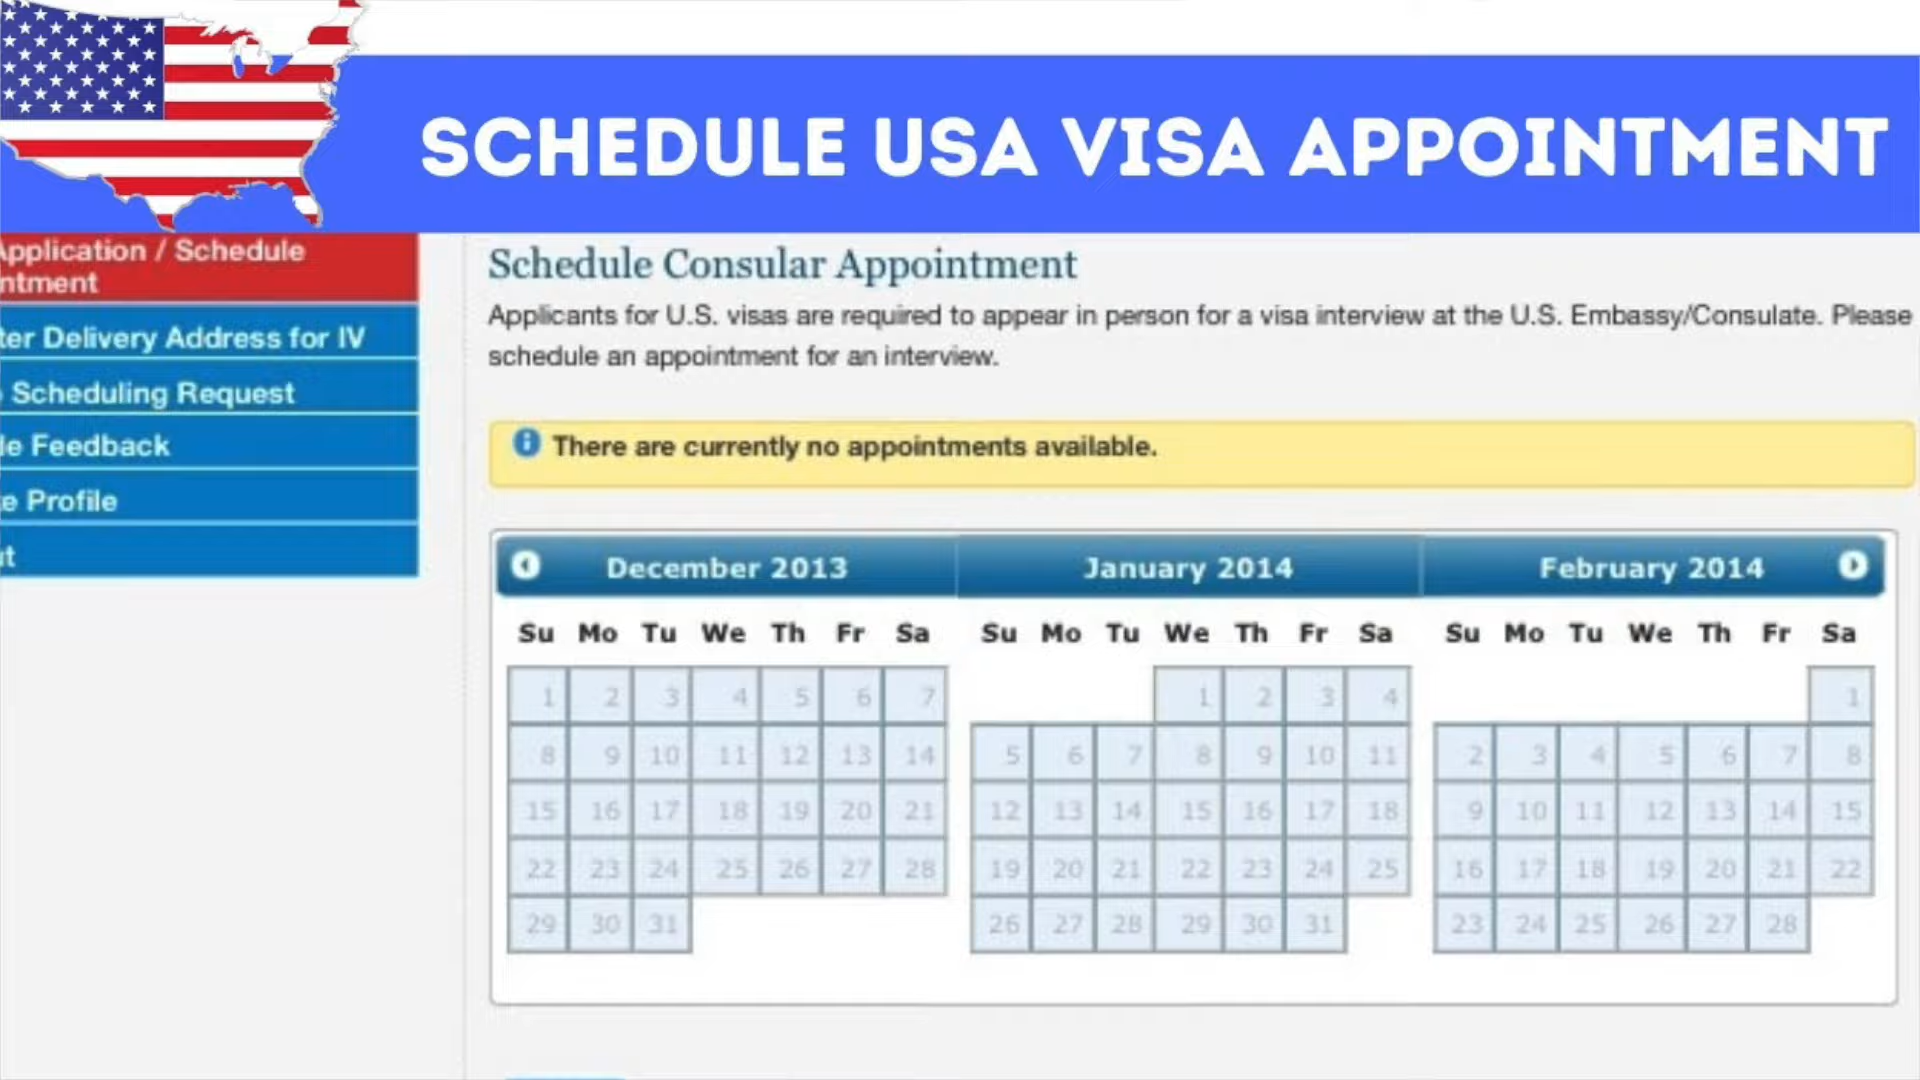 SCHEDULE USA VISA APPOINTMENT
Application / Schedule
ntment
ter Delivery Address for IV
Scheduling Request
de Feedback
e Profile
ut
Schedule Consular Appointment
Applicants for U.S. visas are required to appear in person for a visa interview at the U.S. Embassy/Consulate. Please
schedule an appointment for an interview.
There are currently no appointments available.
December 2013 January 2014 February 2014
Su Mo Tu We Th Fr Sa Su Mo Tu We Th Fr Sa Su Mo Tu We Th Fr Sa
1 2 3 4 5 6 7 1 2 3 4 1
8 9 10 11 12 13 14 5 6 7 8 9 10 11 2 3 4 5 6 7 8
15 16 17 18 19 20 21 12 13 14 15 16 17 18 9 10 11 12 13 14 15
22 23 24 25 26 27 28 19 20 21 22 23 24 25 16 17 18 19 20 21 22
29 30 31 26 27 28 29 30 31 23 24 25 26 27 28